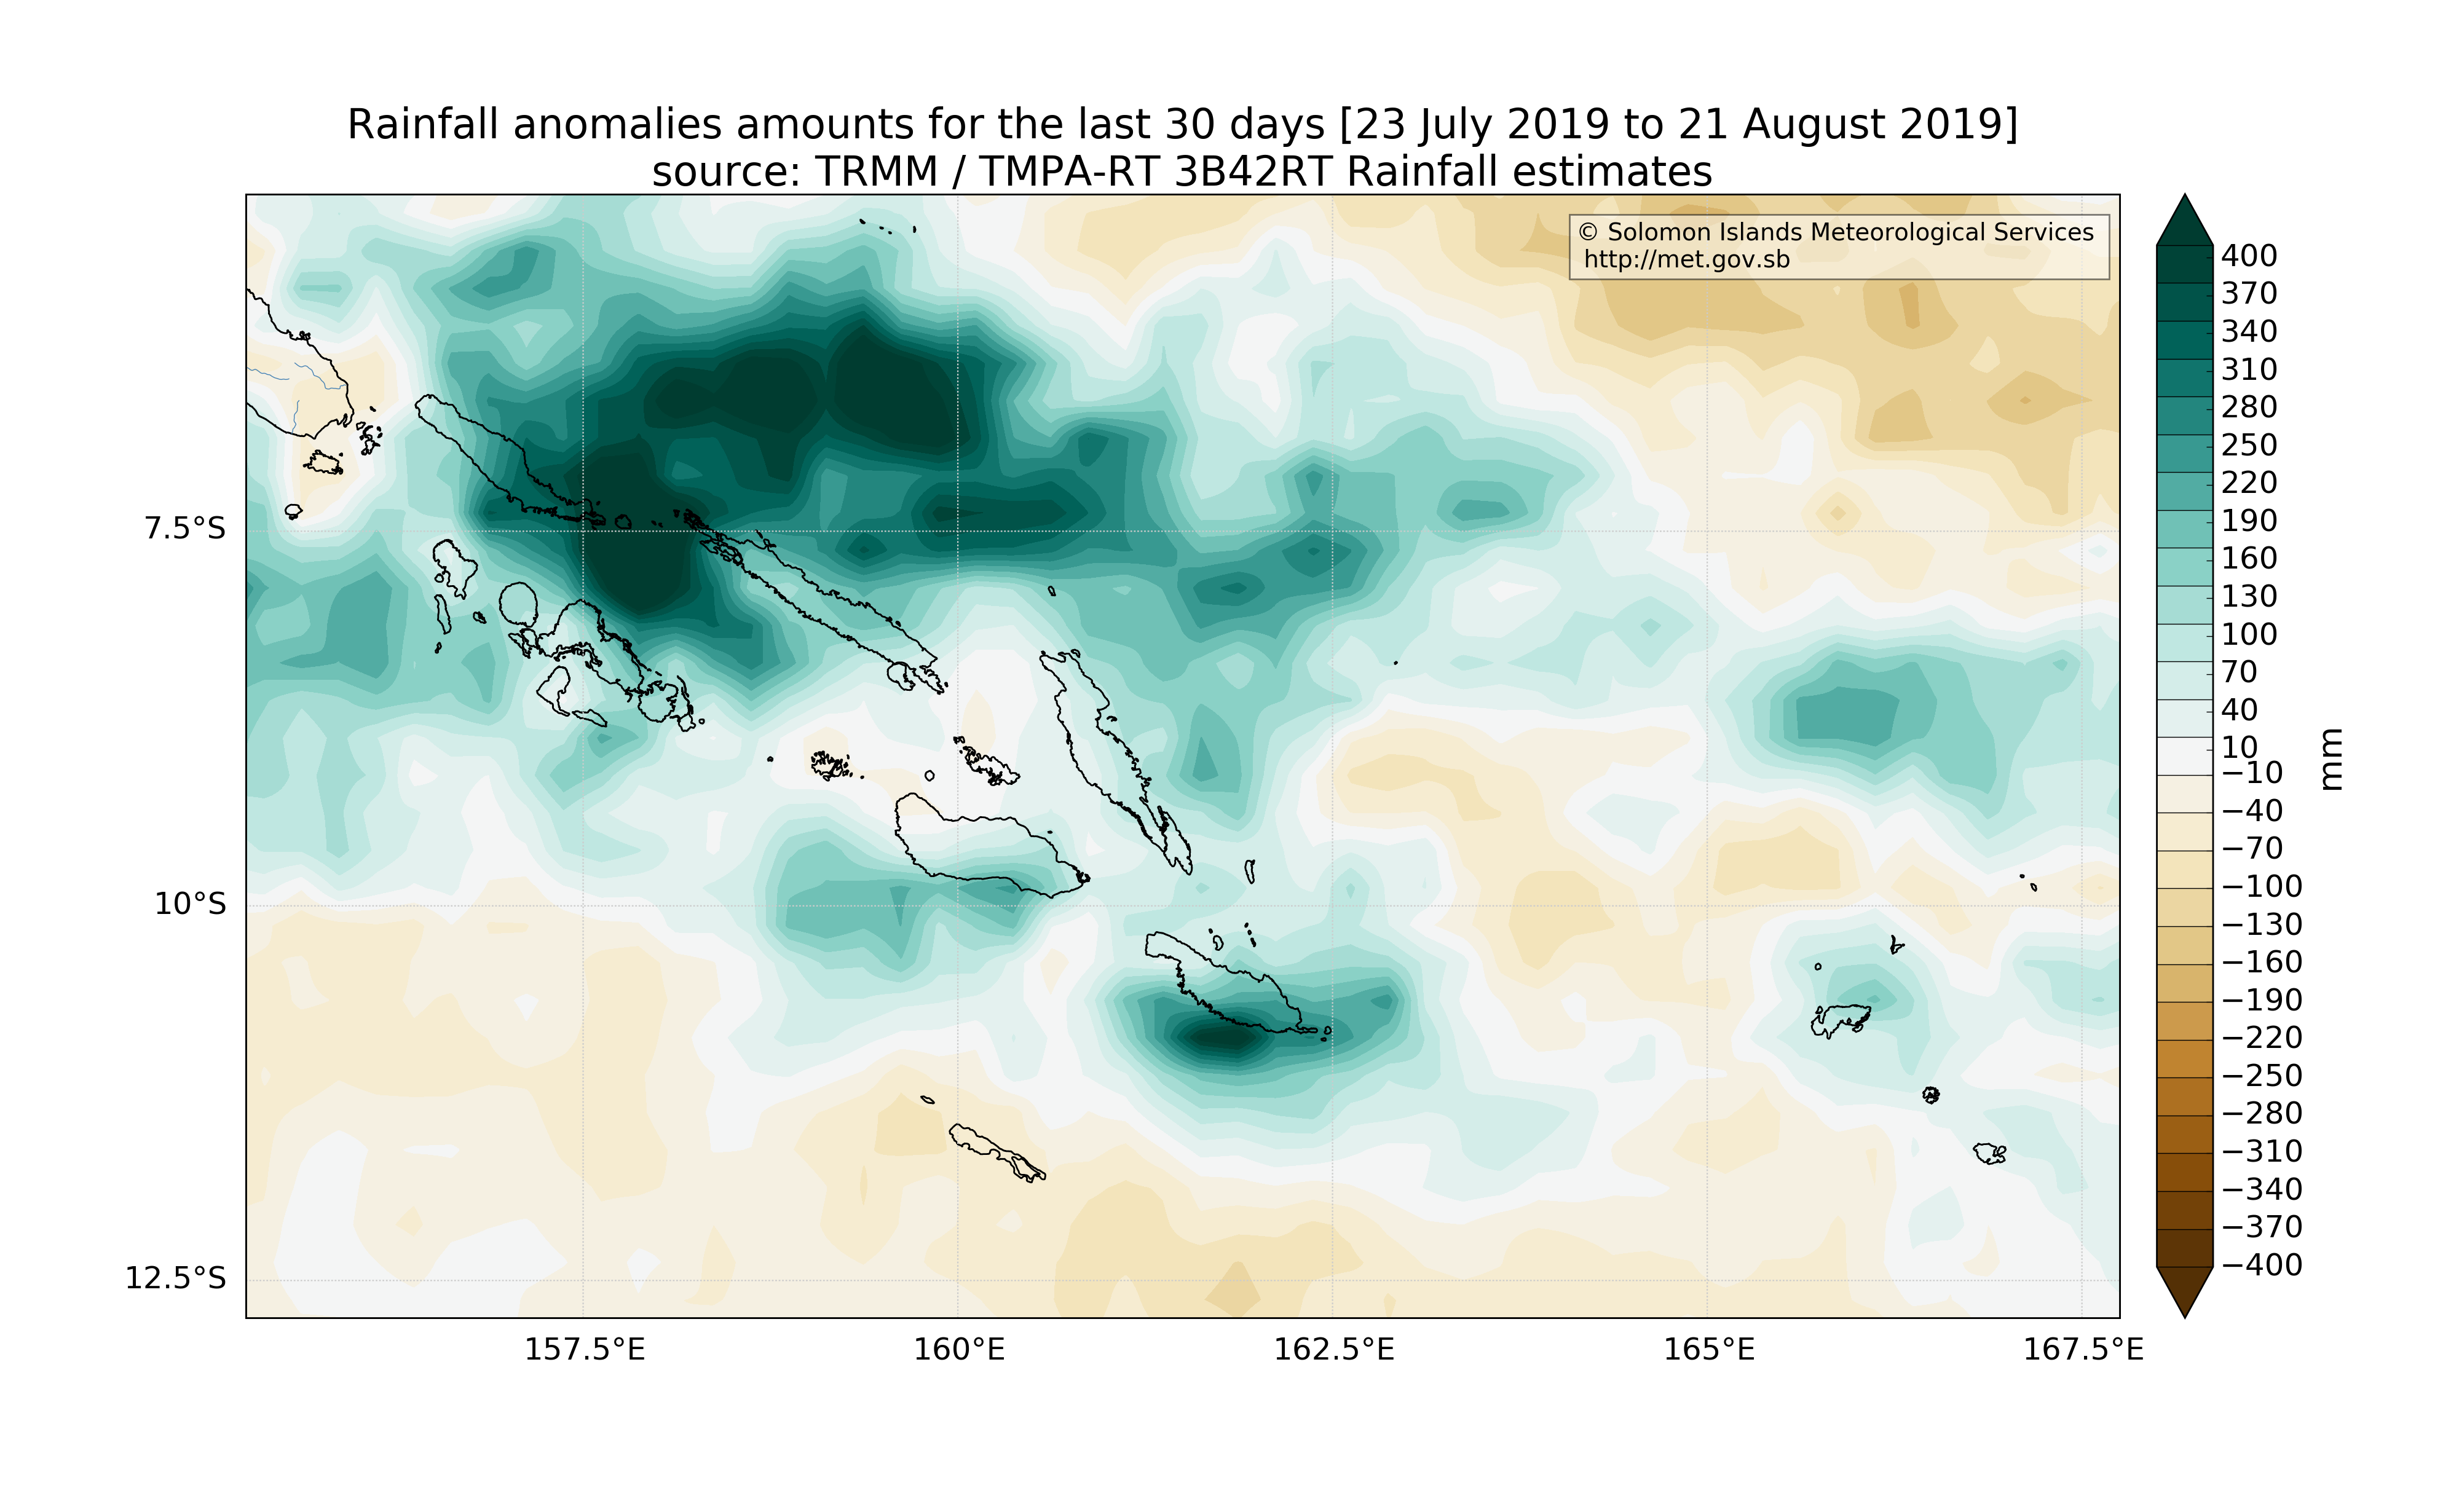 Rainfall anomalies amounts for the last 30 days [23 July 2019 to 21 August 2019]
source: TRMM / TMPA-RT 3B42RT Rainfall estimates
© Solomon Islands Meteorological Services
http://met.gov.sb
7.5°S
10°S
12.5°S
157.5°E
160°E
162.5°E
165°E
167.5°E
400
370
340
310
280
250
220
190
160
130
100
70
40
10
−10
−40
−70
−100
−130
−160
−190
−220
−250
−280
−310
−340
−370
−400
mm